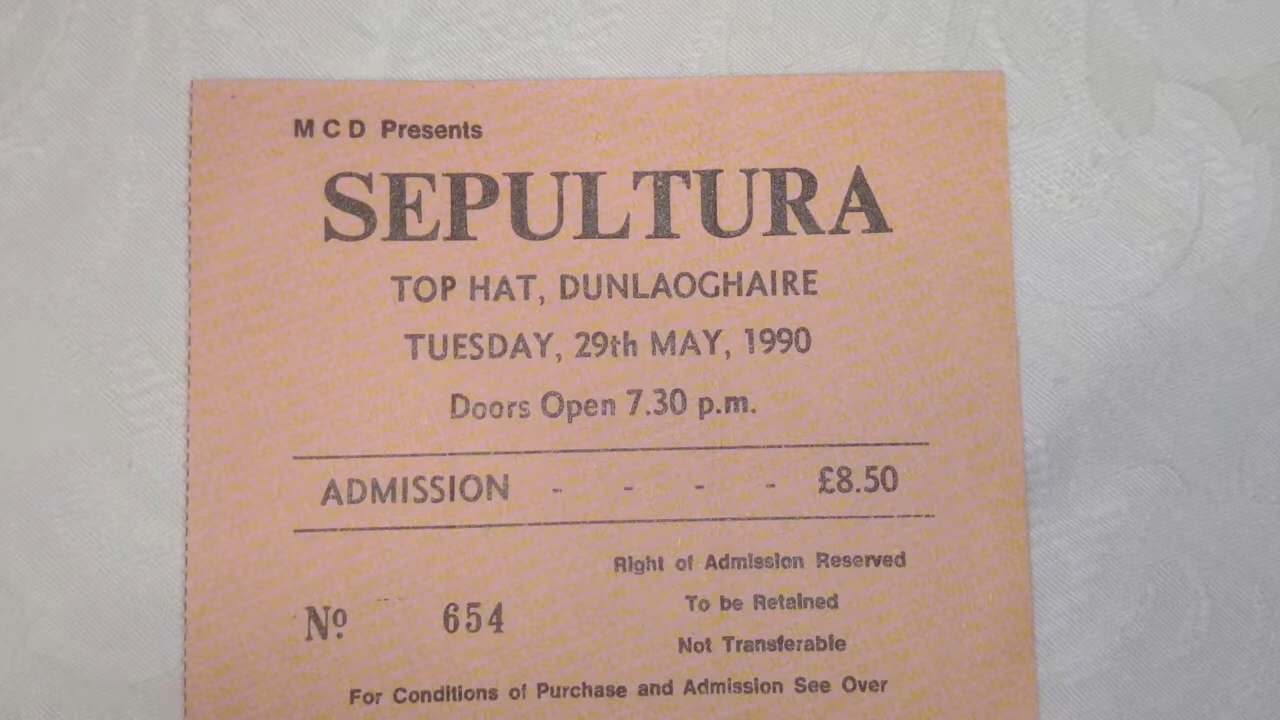 M C D Presents
SEPULTURA
TOP HAT, DUNLAOGHAIRE
TUESDAY, 29th MAY, 1990
Doors Open 7.30 p.m.
ADMISSION - - - - £8.50
Right of Admission Reserved
Nº 654 To be Retained
Not Transferable
For Conditions of Purchase and Admission See Over